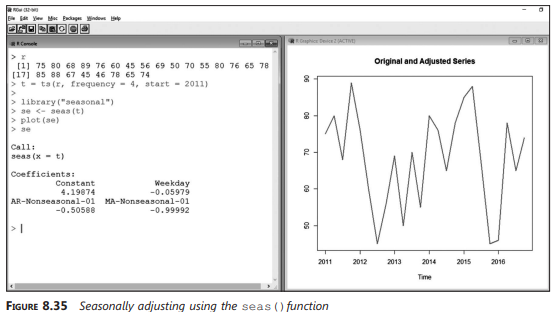 RGui (32-bit)
File Edit View Misc Packages Windows Help
R Console
> r
[1] 75 80 68 89 76 60 45 56 69 50 70 55 80 76 65 78
[17] 85 88 67 45 46 78 65 74
> t = ts(r, frequency = 4, start = 2011)
>
> library("seasonal")
> se <- seas(t)
> plot(se)
> se
Call:
seas(x = t)
Coefficients:
Constant Weekday
4.19874 -0.05979
AR-Nonseasonal-01 MA-Nonseasonal-01
-0.50588 -0.99992
> |
R Graphics: Device 2 (ACTIVE)
Original and Adjusted Series
90
80
70
60
50
2011 2012 2013 2014 2015 2016
Time
FIGURE 8.35 Seasonally adjusting using the seas() function